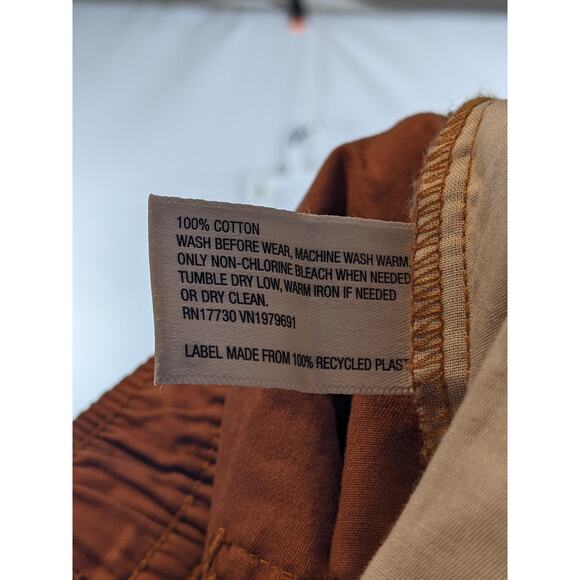 100% COTTON
WASH BEFORE WEAR, MACHINE WASH WARM,
ONLY NON-CHLORINE BLEACH WHEN NEEDED
TUMBLE DRY LOW, WARM IRON IF NEEDED
OR DRY CLEAN.
RN17730 VN1979691
LABEL MADE FROM 100% RECYCLED PLAST